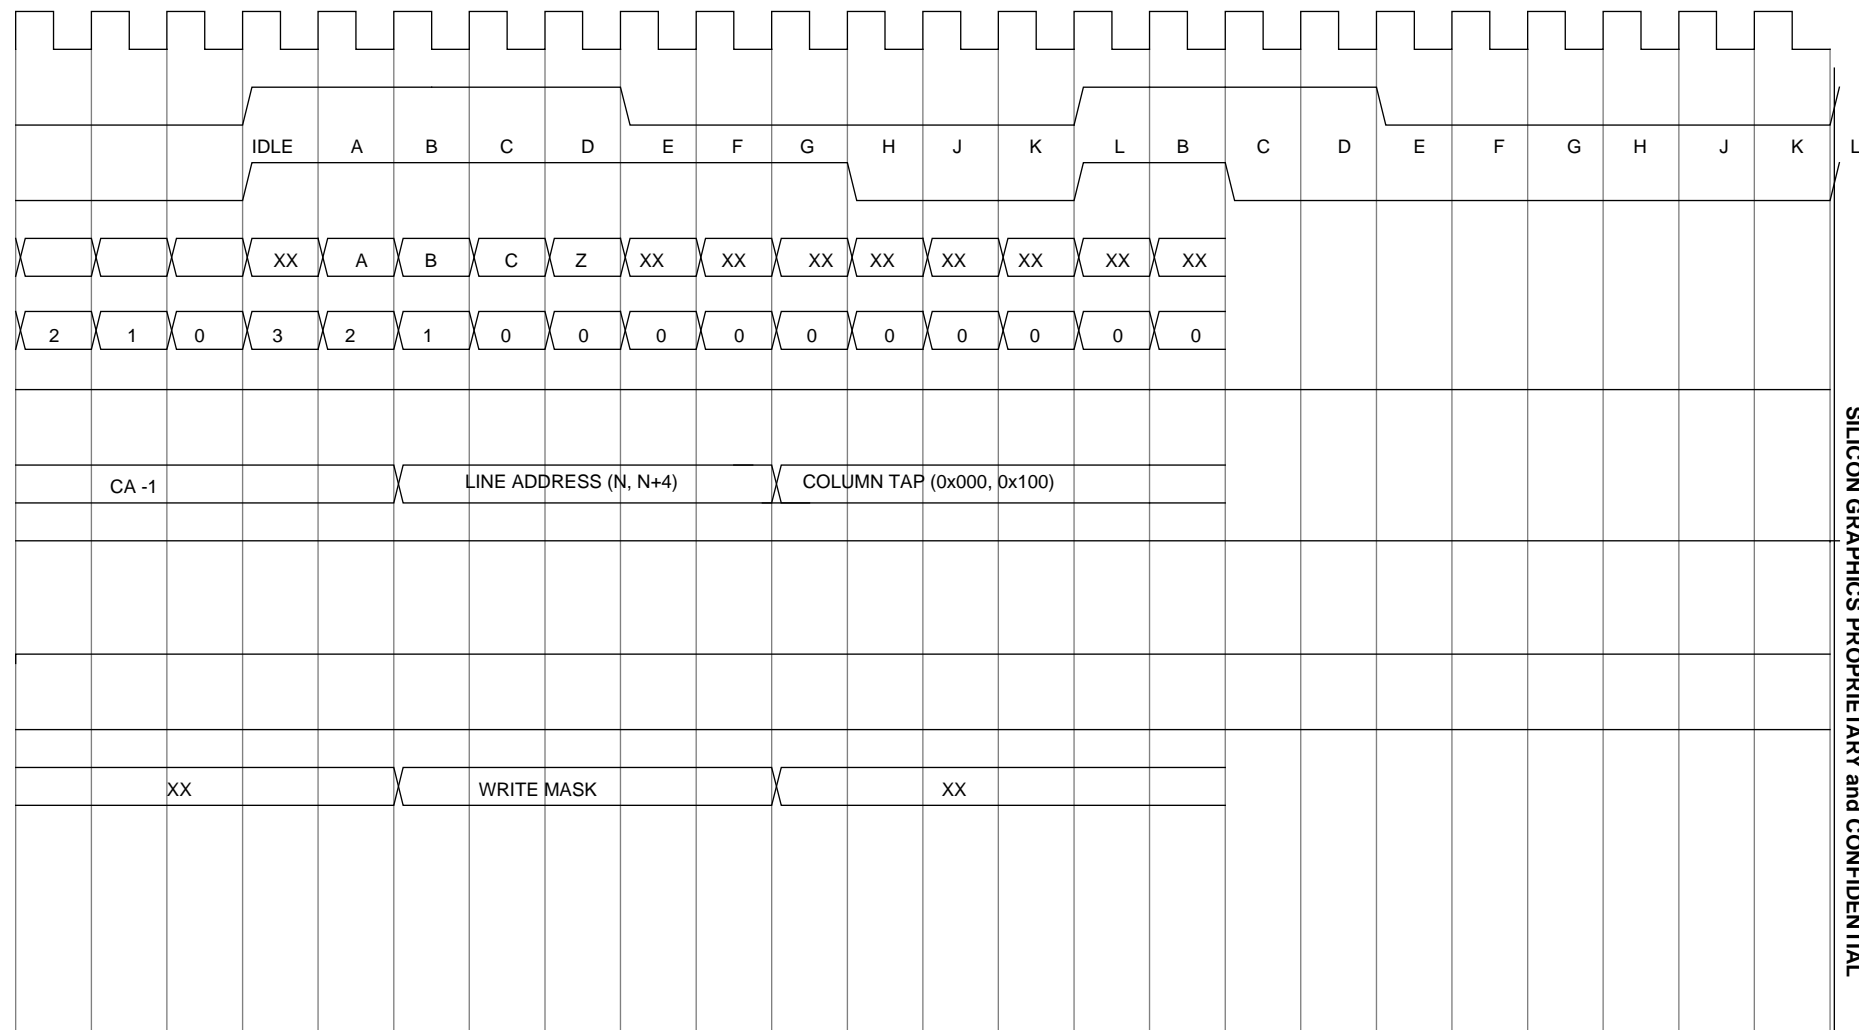 IDLE A B C D E F G H J K L B C D E F G H J K L
XX A B C Z XX XX XX XX XX XX XX XX
2 1 0 3 2 1 0 0 0 0 0 0 0 0 0 0
CA -1 LINE ADDRESS (N, N+4) COLUMN TAP (0x000, 0x100)
XX WRITE MASK XX
SILICON GRAPHICS PROPRIETARY and CONFIDENTIAL